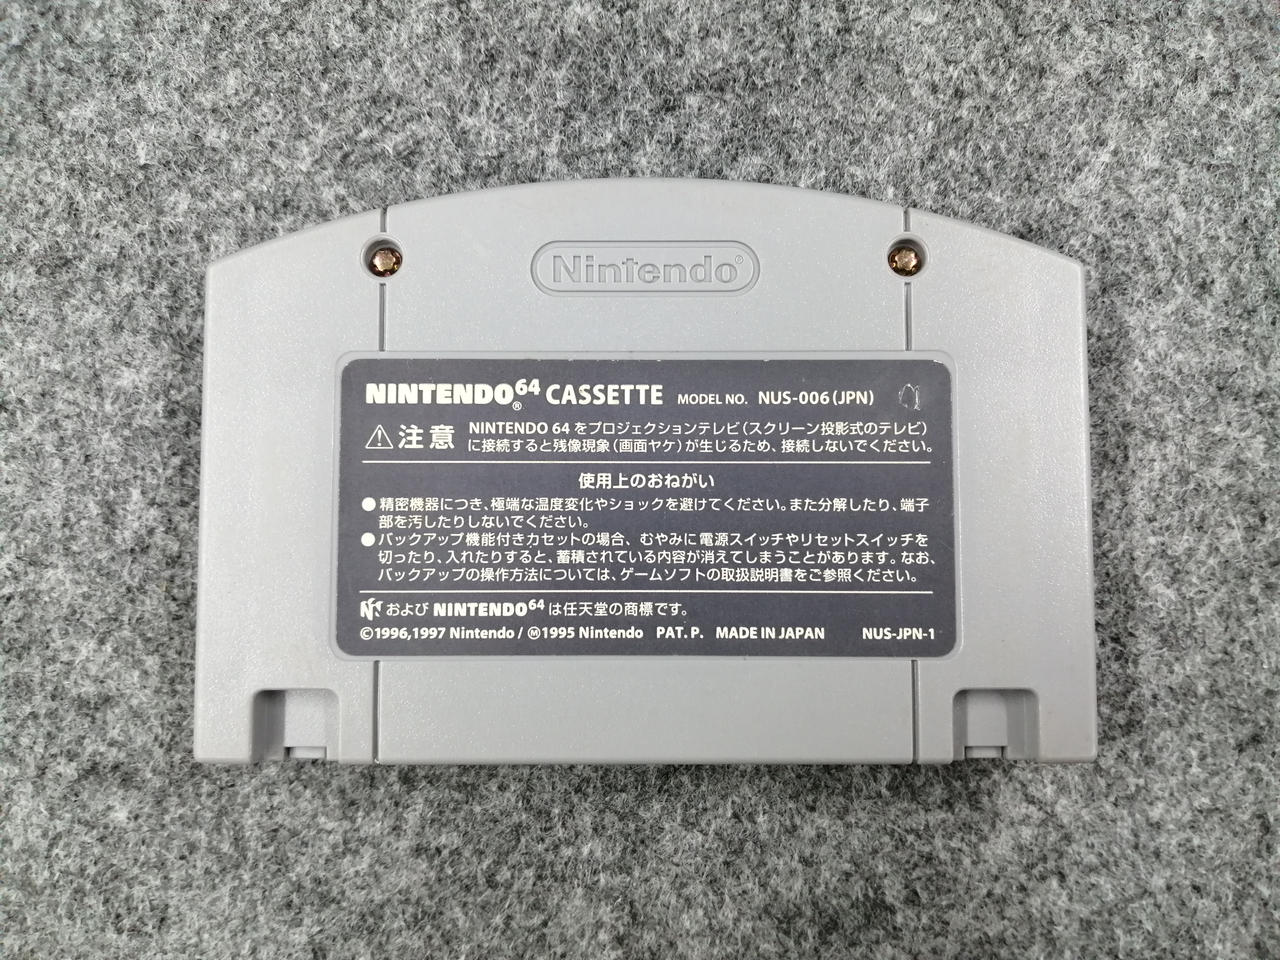 Nintendo®
NINTENDO®64 CASSETTE MODEL NO. NUS-006(JPN)
⚠注意 NINTENDO 64 をプロジェクションテレビ(スクリーン投影式のテレビ)
に接続すると残像現象(画面ヤケ)が生じるため、接続しないでください。
使用上のおねがい
●精密機器につき、極端な温度変化やショックを避けてください。また分解したり、端子
部を汚したりしないでください。
●バックアップ機能付きカセットの場合、むやみに電源スイッチやリセットスイッチを
切ったり、入れたりすると、蓄積されている内容が消えてしまうことがあります。なお、
バックアップの操作方法については、ゲームソフトの取扱説明書をご参照ください。
および NINTENDO64 は任天堂の商標です。
©1996,1997 Nintendo / Ⓜ1995 Nintendo PAT. P. MADE IN JAPAN NUS-JPN-1